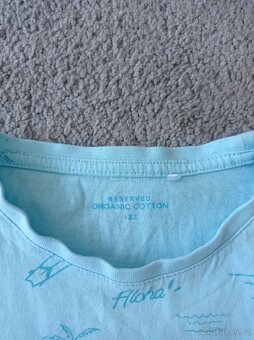 RESERVED
ORGANIC COTTON
122
Aloha